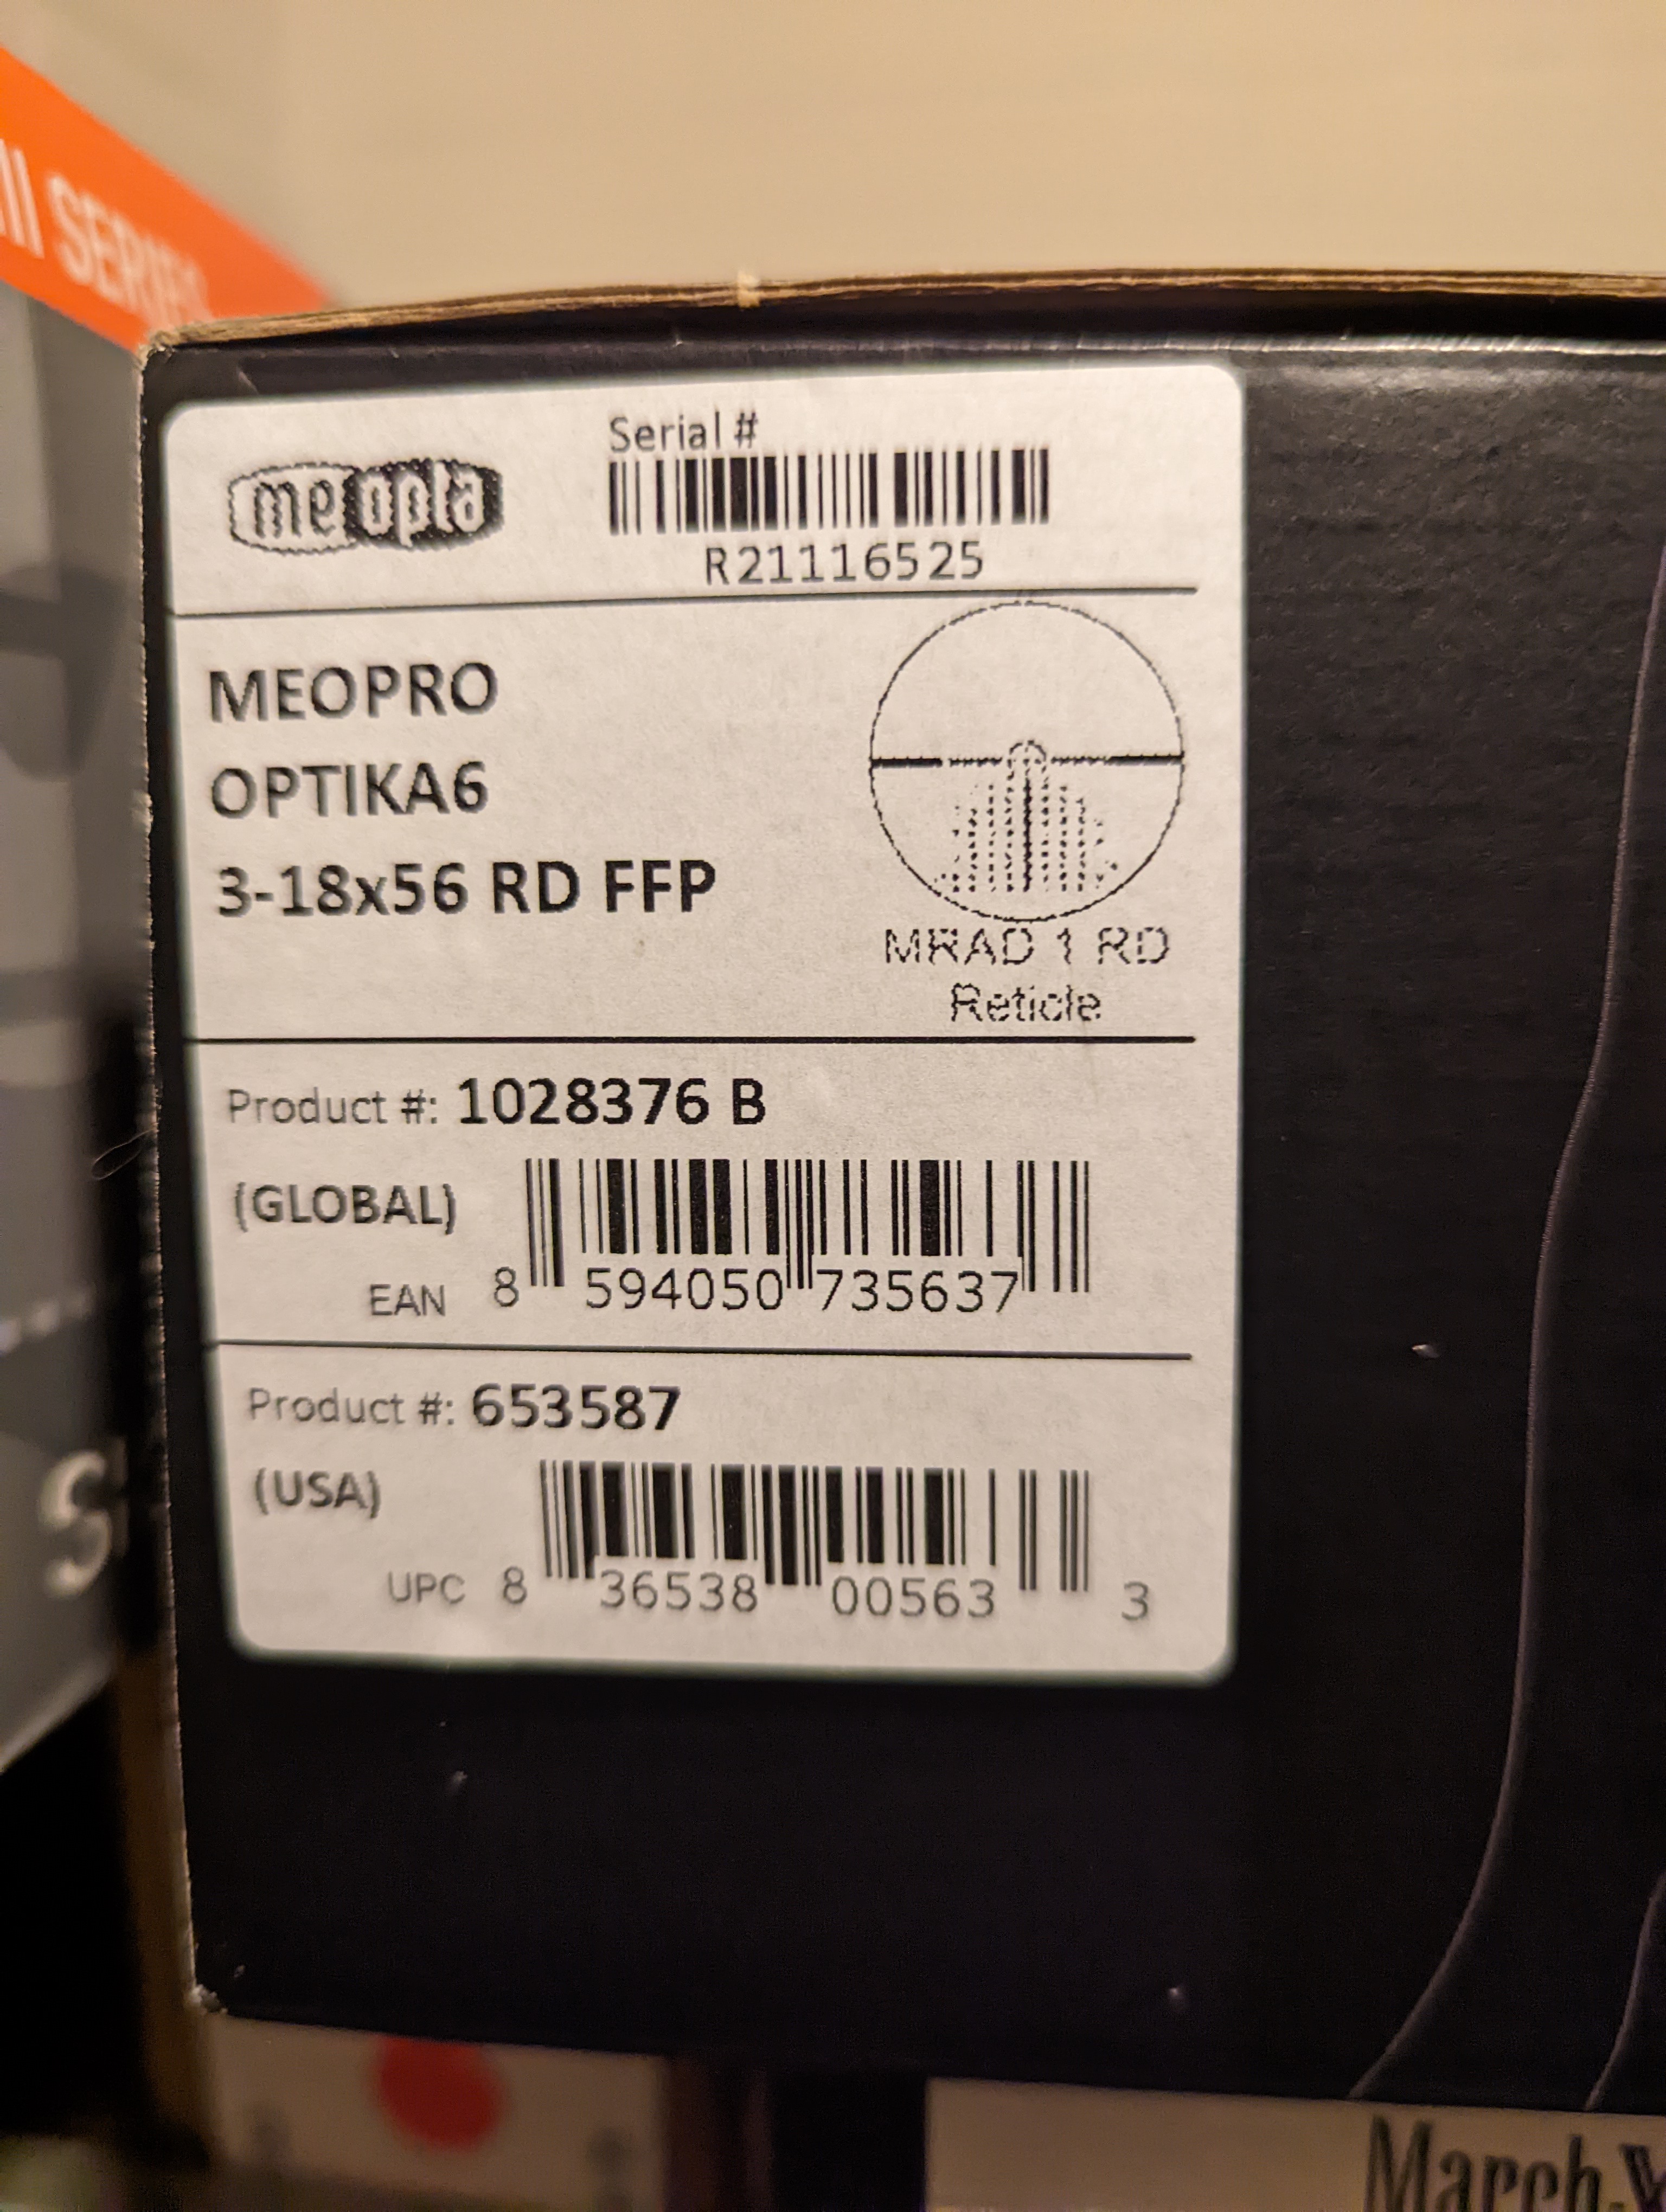 SERIES
meopta
Serial #
R21116525
MEOPRO
OPTIKA6
3-18x56 RD FFP
MRAD 1 RD
Reticle
Product #: 1028376 B
(GLOBAL)
EAN 8 594050 735637
Product #: 653587
(USA)
UPC 8 36538 00563 3
S
March